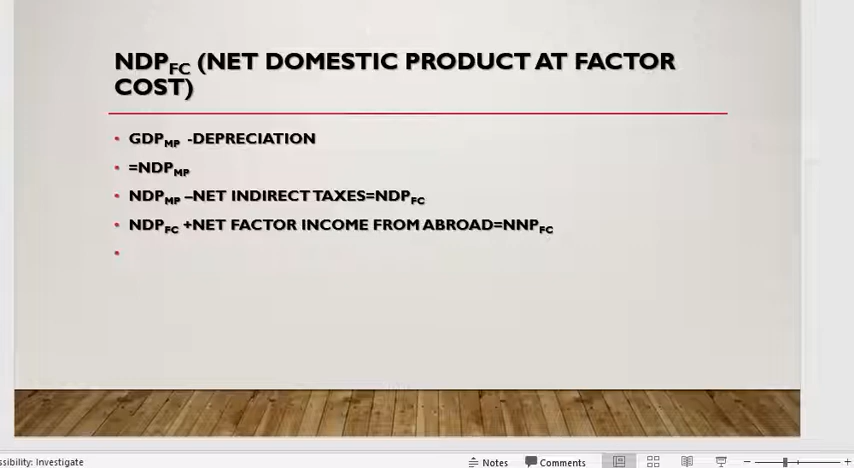 NDPFC (NET DOMESTIC PRODUCT AT FACTOR
COST)
• GDPMP -DEPRECIATION
• =NDPMP
• NDPMP –NET INDIRECT TAXES=NDPFC
• NDPFC +NET FACTOR INCOME FROM ABROAD=NNPFC
•
ssibility: Investigate Notes Comments